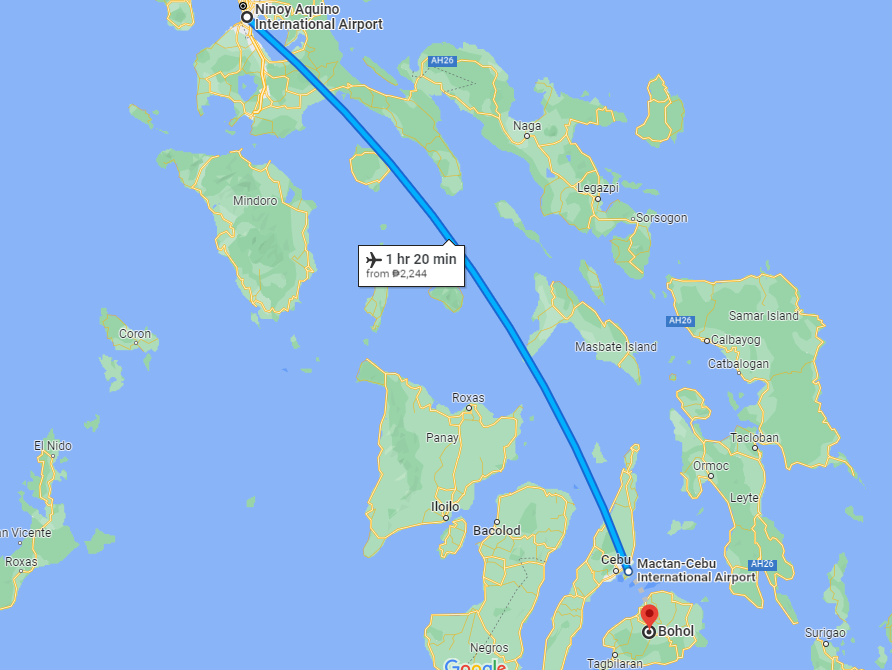 Ninoy Aquino
International Airport
AH26
Naga
Legazpi
Sorsogon
Mindoro
1 hr 20 min
from ₱2,244
Samar Island
AH26
Coron
Calbayog
Masbate Island
Catbalogan
Roxas
Panay
Tacloban
El Nido
Ormoc
Leyte
Iloilo
Bacolod
n Vicente
Roxas
Cebu
Mactan-Cebu
International Airport
AH26
Bohol
Surigao
Negros
Tagbilaran
Google